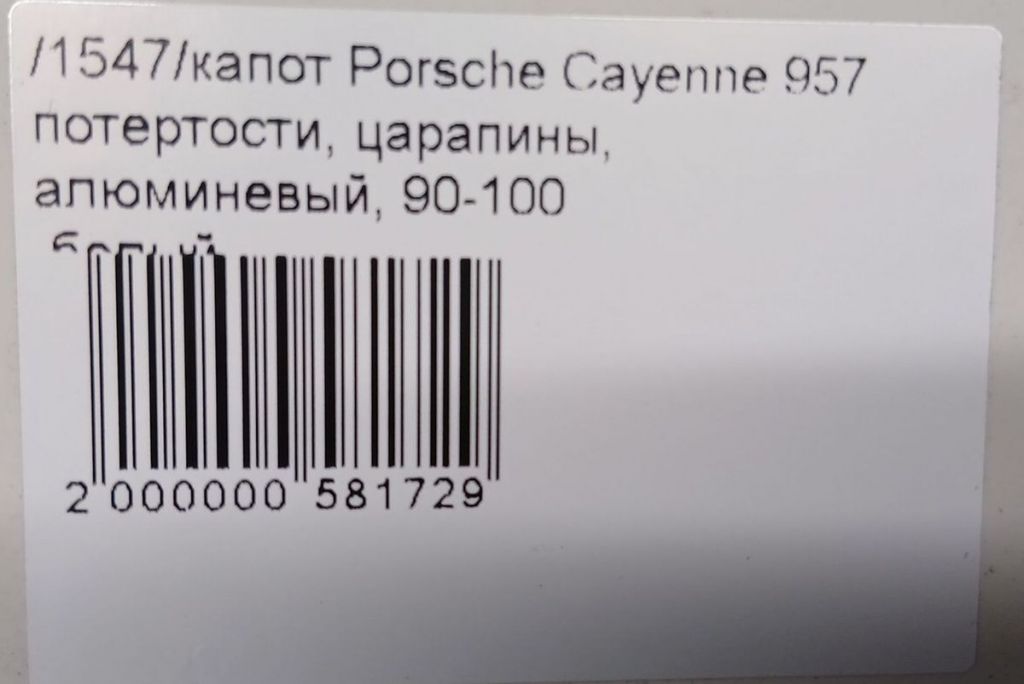 /1547/капот Porsche Cayenne 957
потертости, царапины,
алюминевый, 90-100
2 000000 581729